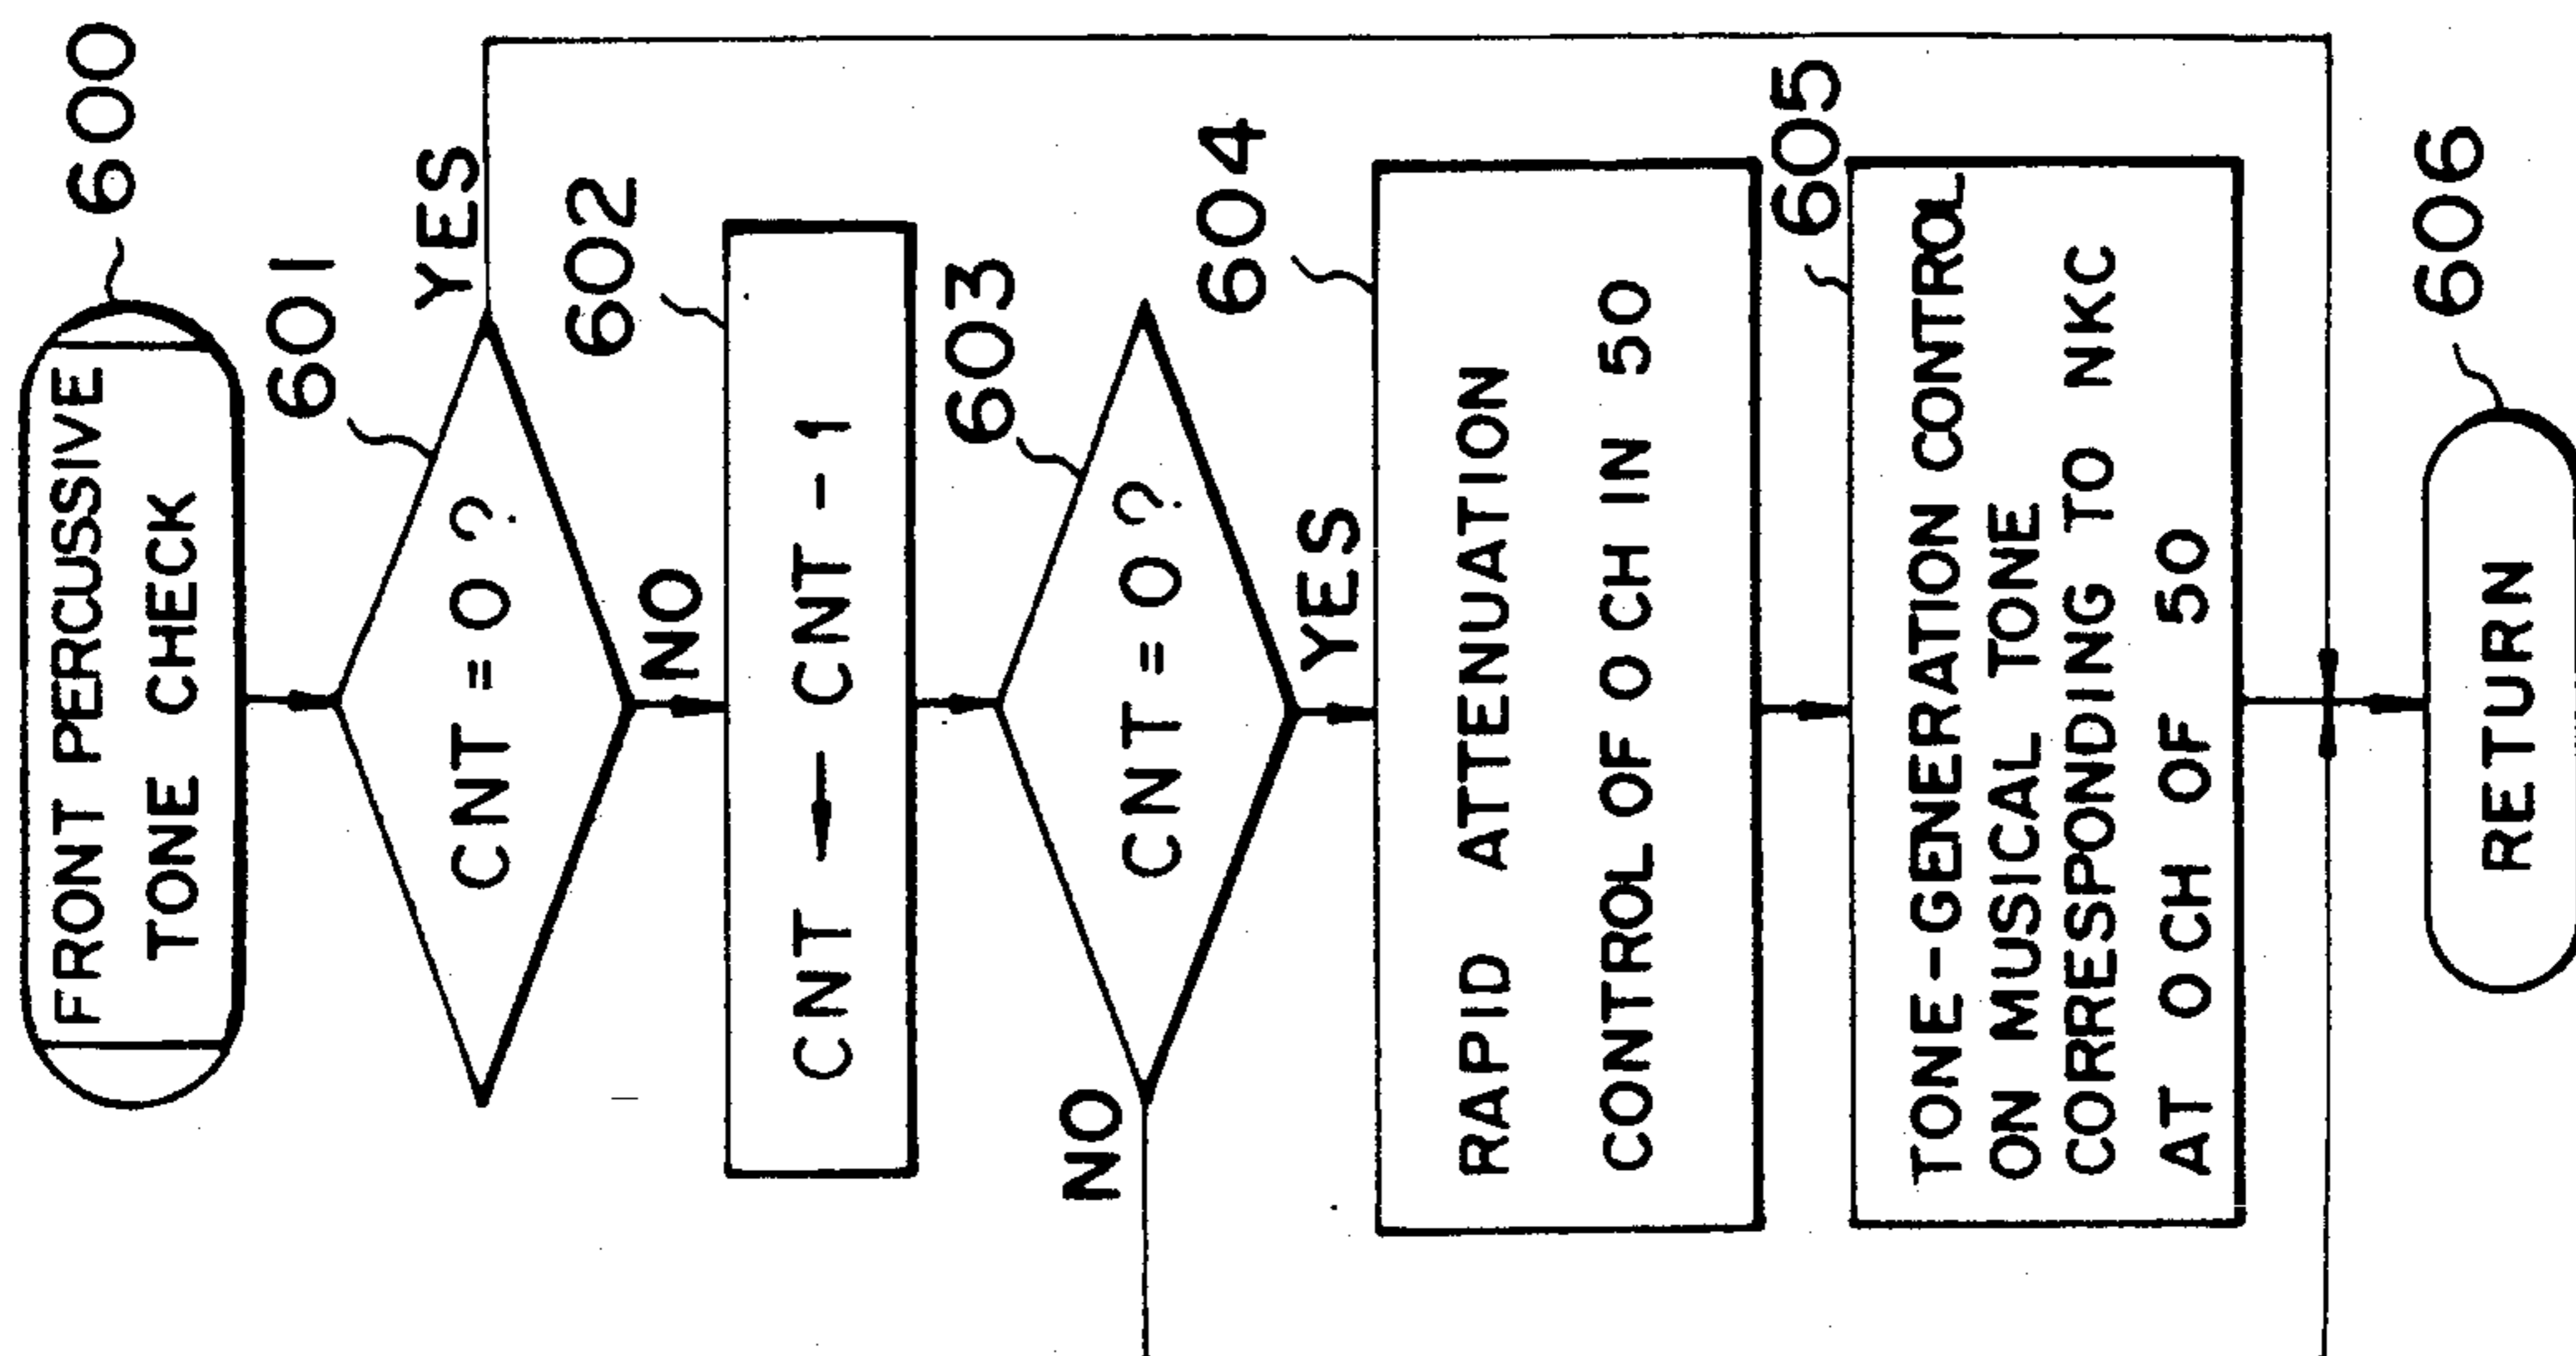 FRONT PERCUSSIVE
TONE CHECK
600
601
CNT = 0 ?
YES
NO
602
CNT ← CNT - 1
603
CNT = 0 ?
NO
YES
604
RAPID ATTENUATION
CONTROL OF 0 CH IN 50
605
TONE-GENERATION CONTROL
ON MUSICAL TONE
CORRESPONDING TO NKC
AT 0 CH OF 50
606
RETURN